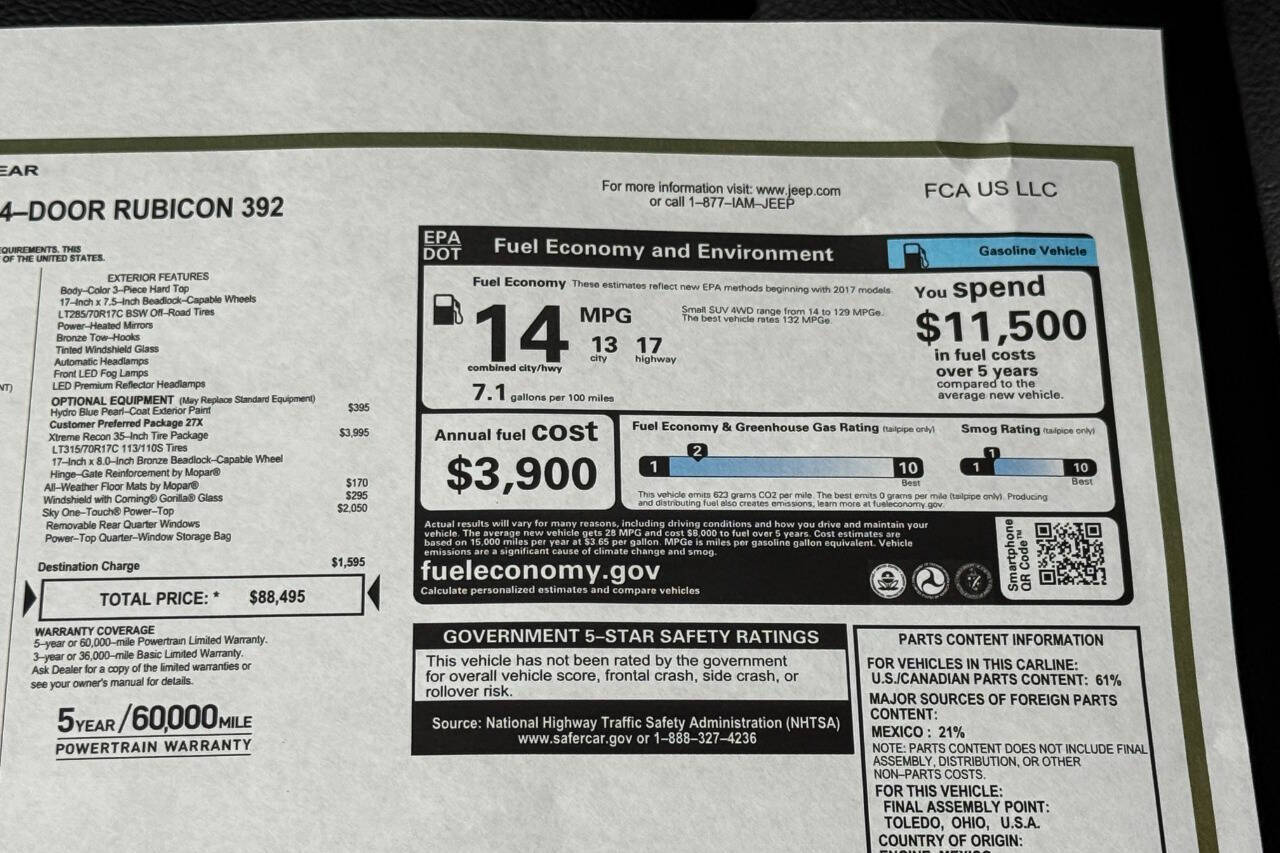 EAR
4–DOOR RUBICON 392
For more information visit: www.jeep.com
or call 1–877–IAM–JEEP
FCA US LLC
EQUIREMENTS. THIS
OF THE UNITED STATES.
EXTERIOR FEATURES
Body–Color 3–Piece Hard Top
17–Inch x 7.5–Inch Beadlock–Capable Wheels
LT285/70R17C BSW Off–Road Tires
Power–Heated Mirrors
Bronze Tow–Hooks
Tinted Windshield Glass
Automatic Headlamps
Front LED Fog Lamps
LED Premium Reflector Headlamps
NT)
OPTIONAL EQUIPMENT (May Replace Standard Equipment)
Hydro Blue Pearl–Coat Exterior Paint $395
Customer Preferred Package 27X
Xtreme Recon 35–Inch Tire Package $3,995
LT315/70R17C 113/110S Tires
17–Inch x 8.0–Inch Bronze Beadlock–Capable Wheel
Hinge–Gate Reinforcement by Mopar®
All–Weather Floor Mats by Mopar® $170
Windshield with Corning® Gorilla® Glass $295
Sky One–Touch® Power–Top $2,050
Removable Rear Quarter Windows
Power–Top Quarter–Window Storage Bag
Destination Charge $1,595
TOTAL PRICE: * $88,495
WARRANTY COVERAGE
5–year or 60,000–mile Powertrain Limited Warranty.
3–year or 36,000–mile Basic Limited Warranty.
Ask Dealer for a copy of the limited warranties or
see your owner's manual for details.
5 YEAR / 60,000 MILE
POWERTRAIN WARRANTY
EPA
DOT
Fuel Economy and Environment
Gasoline Vehicle
Fuel Economy These estimates reflect new EPA methods beginning with 2017 models.
14 MPG
combined city/hwy
13
city
17
highway
7.1 gallons per 100 miles
Small SUV 4WD range from 14 to 129 MPGe.
The best vehicle rates 132 MPGe.
You spend
$11,500
in fuel costs
over 5 years
compared to the
average new vehicle.
Annual fuel cost
$3,900
Fuel Economy & Greenhouse Gas Rating (tailpipe only)
2
1 10
Best
Smog Rating (tailpipe only)
1
1 10
Best
This vehicle emits 623 grams CO2 per mile. The best emits 0 grams per mile (tailpipe only). Producing
and distributing fuel also creates emissions, learn more at fueleconomy.gov.
Actual results will vary for many reasons, including driving conditions and how you drive and maintain your
vehicle. The average new vehicle gets 28 MPG and cost $8,000 to fuel over 5 years. Cost estimates are
based on 15,000 miles per year at $3.65 per gallon. MPGe is miles per gasoline gallon equivalent. Vehicle
emissions are a significant cause of climate change and smog.
fueleconomy.gov
Calculate personalized estimates and compare vehicles
Smartphone
QR Code™
GOVERNMENT 5–STAR SAFETY RATINGS
This vehicle has not been rated by the government
for overall vehicle score, frontal crash, side crash, or
rollover risk.
Source: National Highway Traffic Safety Administration (NHTSA)
www.safercar.gov or 1–888–327–4236
PARTS CONTENT INFORMATION
FOR VEHICLES IN THIS CARLINE:
U.S./CANADIAN PARTS CONTENT: 61%
MAJOR SOURCES OF FOREIGN PARTS
CONTENT:
MEXICO : 21%
NOTE: PARTS CONTENT DOES NOT INCLUDE FINAL
ASSEMBLY, DISTRIBUTION, OR OTHER
NON–PARTS COSTS.
FOR THIS VEHICLE:
FINAL ASSEMBLY POINT:
TOLEDO, OHIO, U.S.A.
COUNTRY OF ORIGIN:
ENGINE: MEXICO